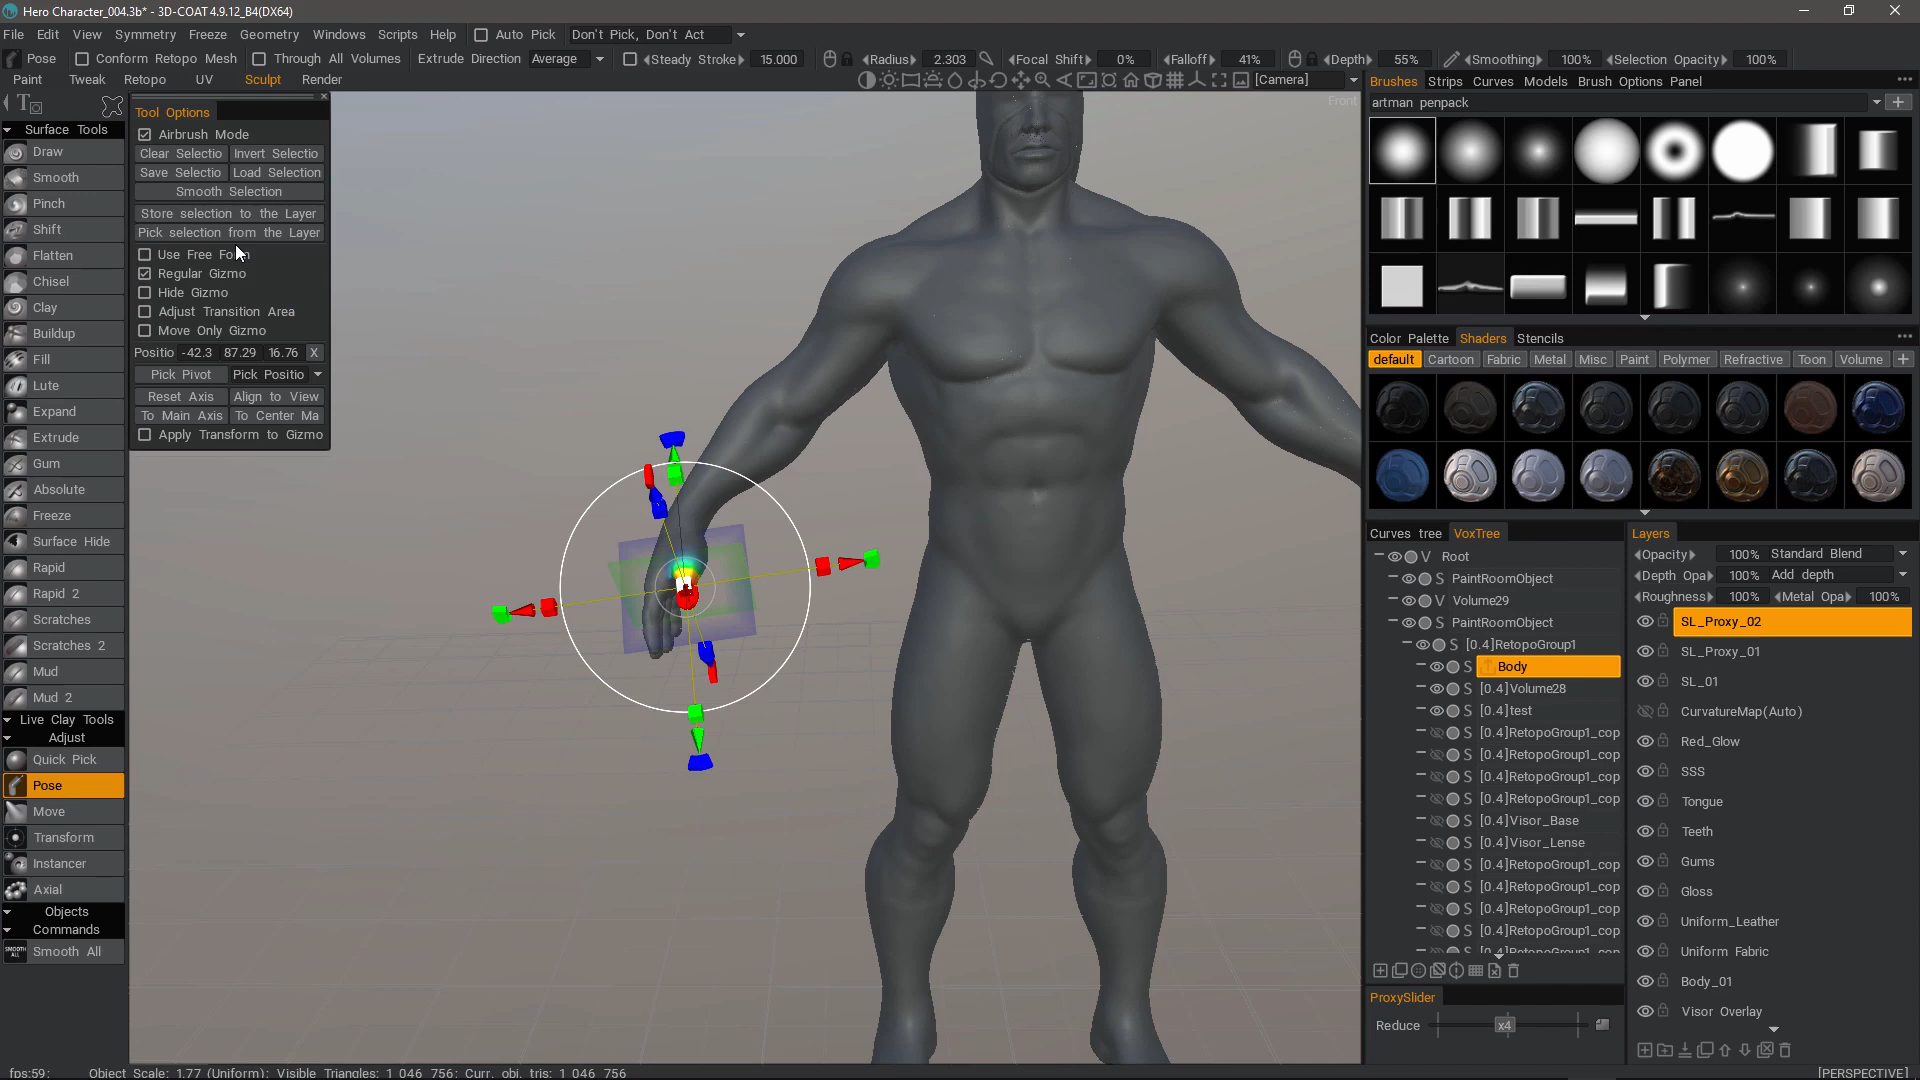 Hero Character_004.3b* - 3D-COAT4.9.12_B4(DX64)
File Edit View Symmetry Freeze Geometry Windows Scripts Help Auto Pick Don't Pick, Don't Act
Pose Conform Retopo Mesh Through All Volumes Extrude Direction Average Steady Stroke 15.000 Radius 2.303 Focal Shift 0% Falloff 41% Depth 55% Smoothing 100% Selection Opacity 100%
Paint Tweak Retopo UV Sculpt Render [Camera]
Front
Surface Tools
Draw
Smooth
Pinch
Shift
Flatten
Chisel
Clay
Buildup
Fill
Lute
Expand
Extrude
Gum
Absolute
Freeze
Surface Hide
Rapid
Rapid 2
Scratches
Scratches 2
Mud
Mud 2
Live Clay Tools
Adjust
Quick Pick
Pose
Move
Transform
Instancer
Axial
Objects
Commands
SMOOTH ALL Smooth All
Tool Options
Airbrush Mode
Clear Selectio Invert Selectio
Save Selectio Load Selection
Smooth Selection
Store selection to the Layer
Pick selection from the Layer
Use Free Form
Regular Gizmo
Hide Gizmo
Adjust Transition Area
Move Only Gizmo
Positio -42.3 87.29 16.76 X
Pick Pivot Pick Positio
Reset Axis Align to View
To Main Axis To Center Ma
Apply Transform to Gizmo
Brushes Strips Curves Models Brush Options Panel
artman penpack
Color Palette Shaders Stencils
default Cartoon Fabric Metal Misc Paint Polymer Refractive Toon Volume
Curves tree VoxTree
V Root
S PaintRoomObject
V Volume29
S PaintRoomObject
S [0.4]RetopoGroup1
S Body
S [0.4]Volume28
S [0.4]test
S [0.4]RetopoGroup1_cop
S [0.4]RetopoGroup1_cop
S [0.4]RetopoGroup1_cop
S [0.4]RetopoGroup1_cop
S [0.4]Visor_Base
S [0.4]Visor_Lense
S [0.4]RetopoGroup1_cop
S [0.4]RetopoGroup1_cop
S [0.4]RetopoGroup1_cop
S [0.4]RetopoGroup1_cop
S [0.4]RetopoGroup1_cop
ProxySlider
Reduce x4
Layers
Opacity 100% Standard Blend
Depth Opa 100% Add depth
Roughness 100% Metal Opa 100%
SL_Proxy_02
SL_Proxy_01
SL_01
CurvatureMap(Auto)
Red_Glow
SSS
Tongue
Teeth
Gums
Gloss
Uniform_Leather
Uniform Fabric
Body_01
Visor Overlay
fps:59: Object Scale: 1.77 (Uniform); Visible Triangles: 1 046 756; Curr. obj. tris: 1 046 756 [PERSPECTIVE]